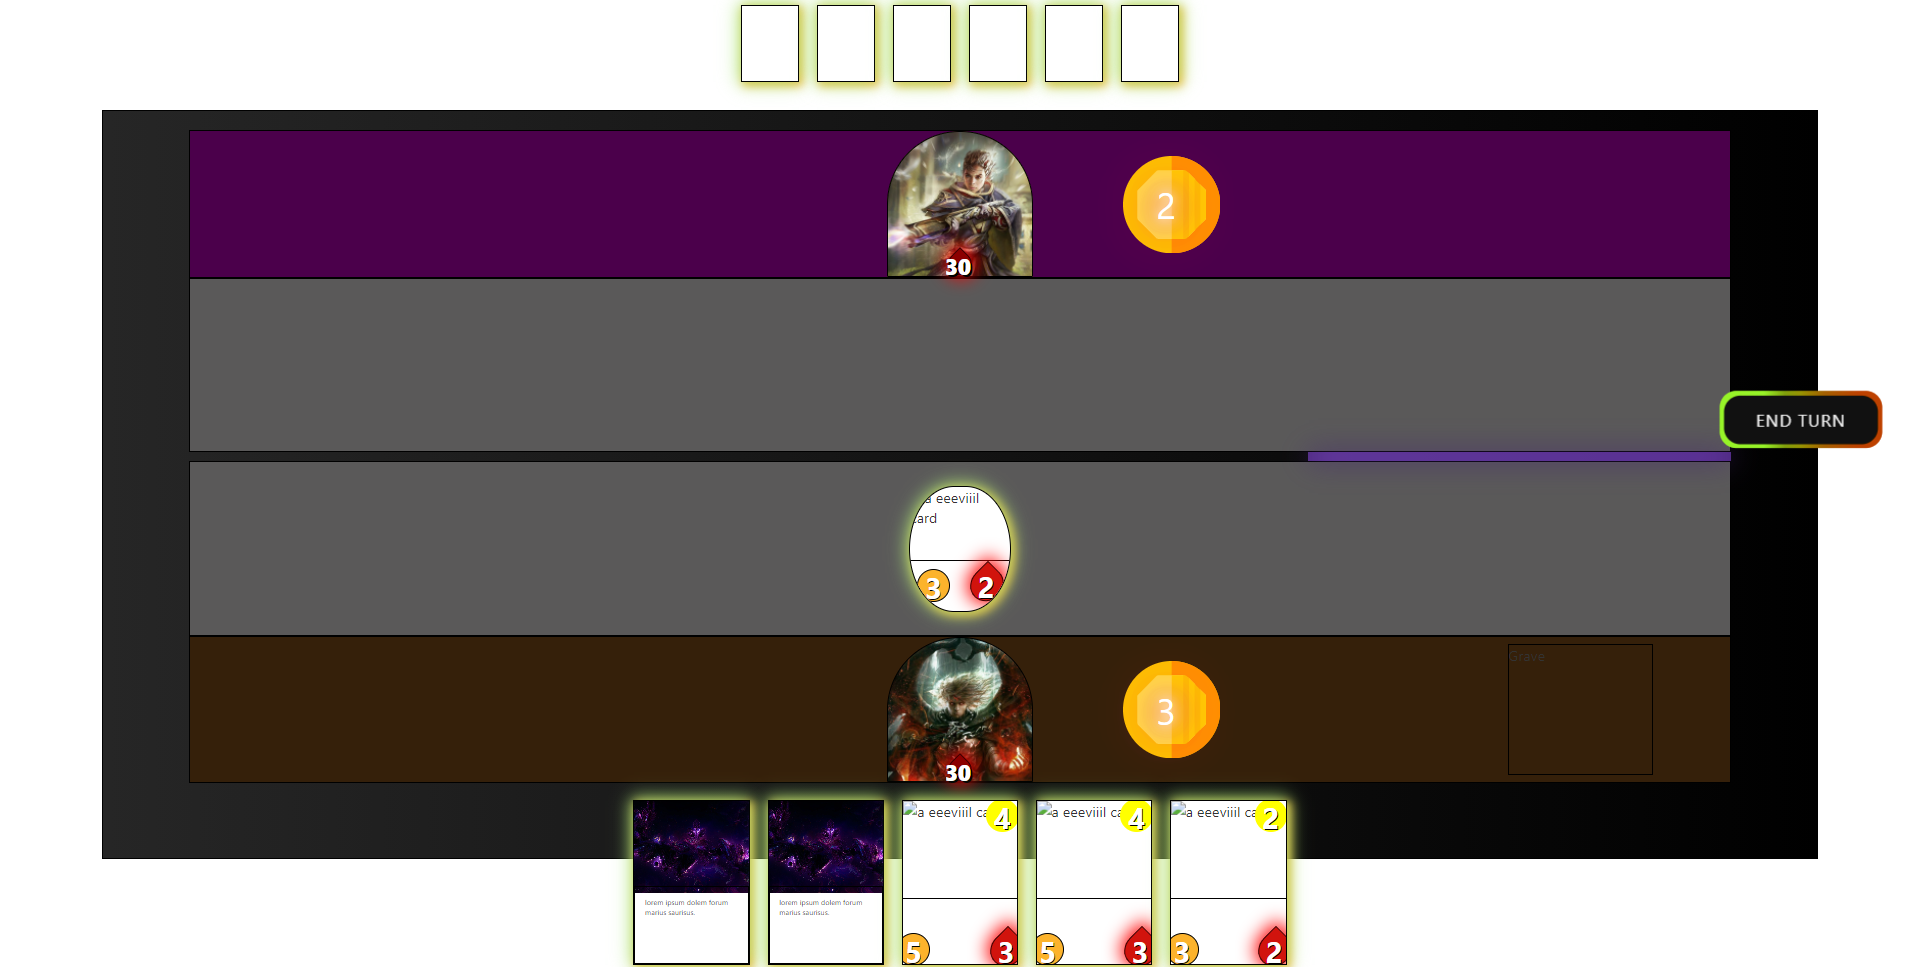 2
30
END TURN
a eeeviiil
card
3 2
Grave
3
30
a eeeviiil ca 4
a eeeviiil ca 4
a eeeviiil ca 2
lorem ipsum dolem forum
marius saurisus.
lorem ipsum dolem forum
marius saurisus.
5 3
5 3
3 2